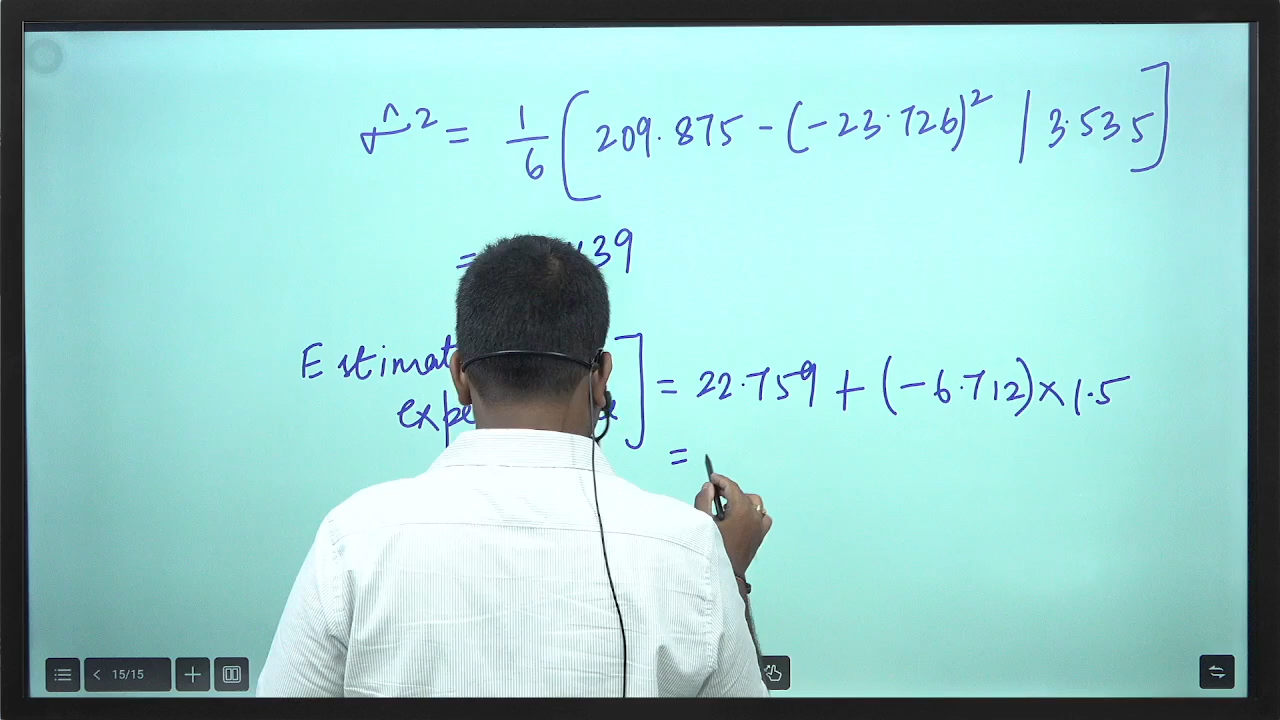 σ̂² = 1/6 [ 209.875 - (-23.726)² | 3.535 ]
= 39
Estimat ] = 22.759 + (-6.712) × 1.5
expe
=
15/15